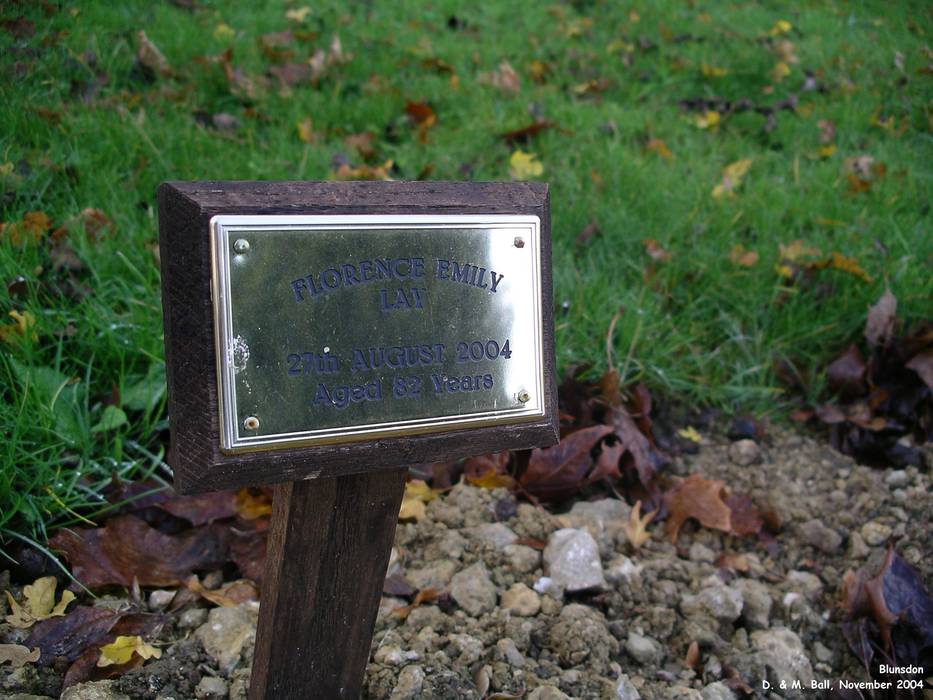 FLORENCE EMILY
LAY
27th AUGUST 2004
Aged 82 Years
Blunsdon
D. & M. Ball, November 2004